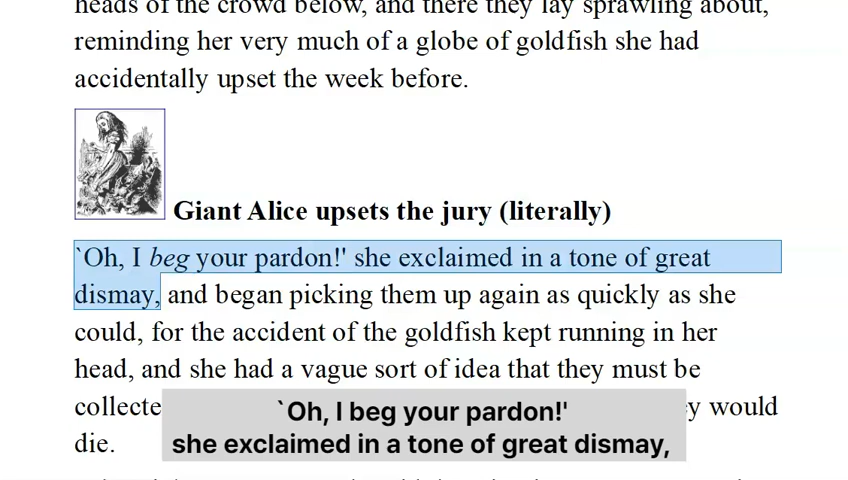 heads of the crowd below, and there they lay sprawling about,
reminding her very much of a globe of goldfish she had
accidentally upset the week before.
Giant Alice upsets the jury (literally)
`Oh, I beg your pardon!' she exclaimed in a tone of great
dismay, and began picking them up again as quickly as she
could, for the accident of the goldfish kept running in her
head, and she had a vague sort of idea that they must be
would
die.
`Oh, I beg your pardon!'
she exclaimed in a tone of great dismay,